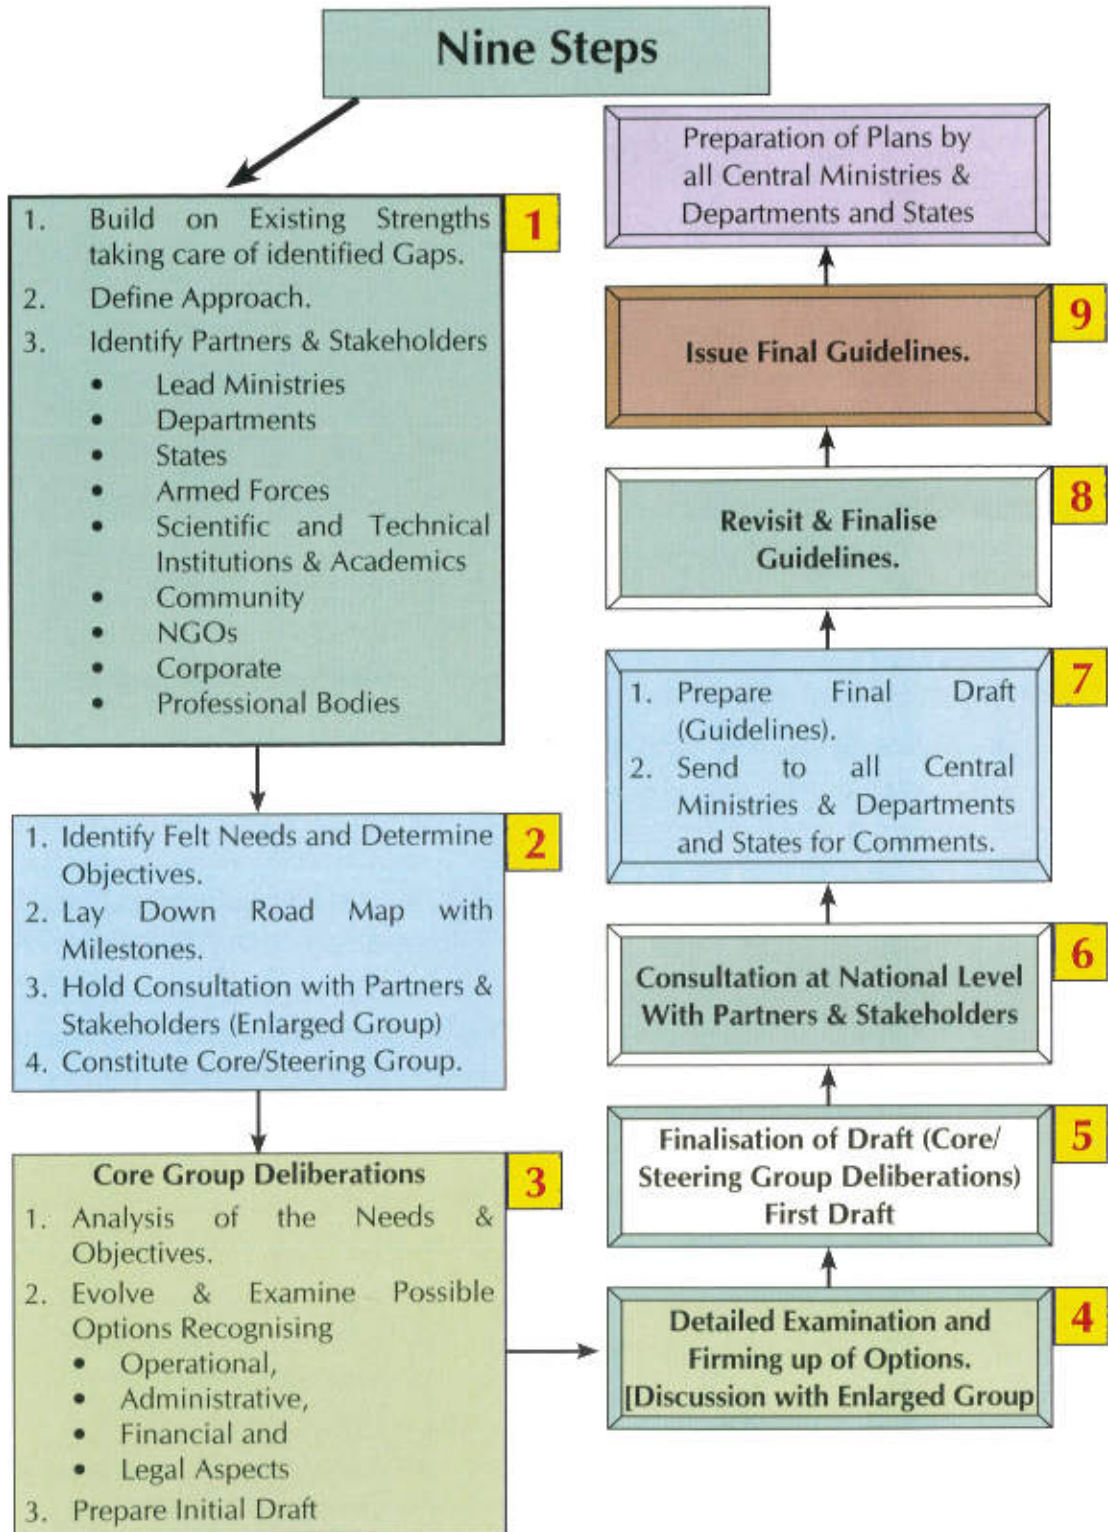 Nine Steps
1
1. Build on Existing Strengths
taking care of identified Gaps.
2. Define Approach.
3. Identify Partners & Stakeholders
• Lead Ministries
• Departments
• States
• Armed Forces
• Scientific and Technical
Institutions & Academics
• Community
• NGOs
• Corporate
• Professional Bodies
2
1. Identify Felt Needs and Determine
Objectives.
2. Lay Down Road Map with
Milestones.
3. Hold Consultation with Partners &
Stakeholders (Enlarged Group)
4. Constitute Core/Steering Group.
3
Core Group Deliberations
1. Analysis of the Needs &
Objectives.
2. Evolve & Examine Possible
Options Recognising
• Operational,
• Administrative,
• Financial and
• Legal Aspects
3. Prepare Initial Draft
4
Detailed Examination and
Firming up of Options.
[Discussion with Enlarged Group
5
Finalisation of Draft (Core/
Steering Group Deliberations)
First Draft
6
Consultation at National Level
With Partners & Stakeholders
7
1. Prepare Final Draft
(Guidelines).
2. Send to all Central
Ministries & Departments
and States for Comments.
8
Revisit & Finalise
Guidelines.
9
Issue Final Guidelines.
Preparation of Plans by
all Central Ministries &
Departments and States